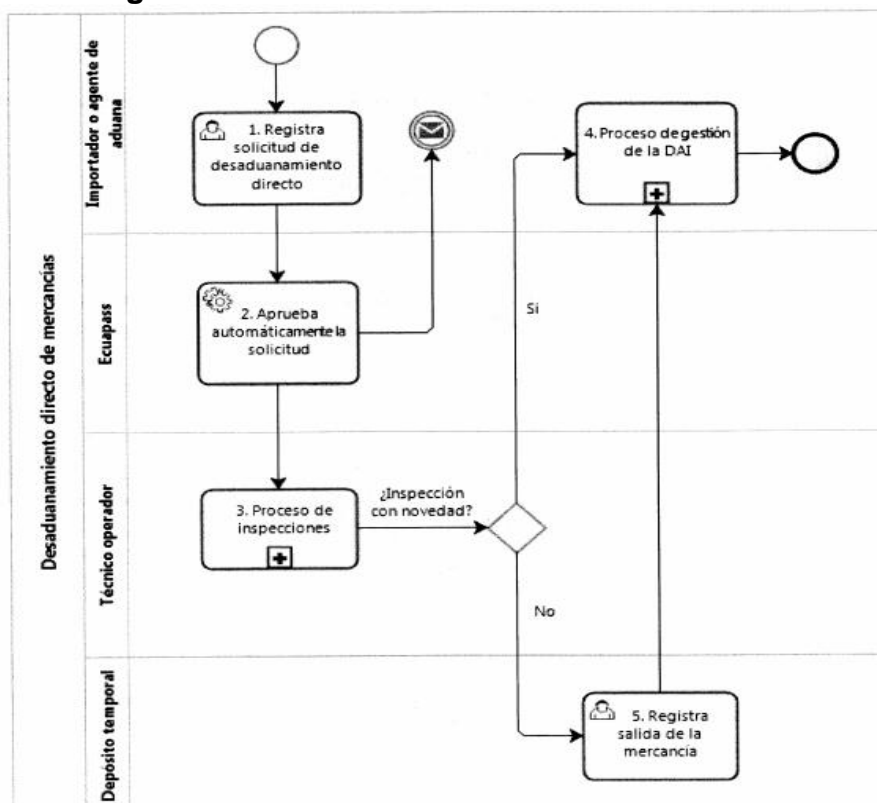 Desaduanamiento directo de mercancías
Importador o agente de
aduana
1. Registra
solicitud de
desaduanamiento
directo
4. Proceso de gestión
de la DAI
Ecuapass
2. Aprueba
automáticamente la
solicitud
Si
Técnico operador
3. Proceso de
inspecciones
¿Inspección
con novedad?
No
Depósito temporal
5. Registra
salida de la
mercancía